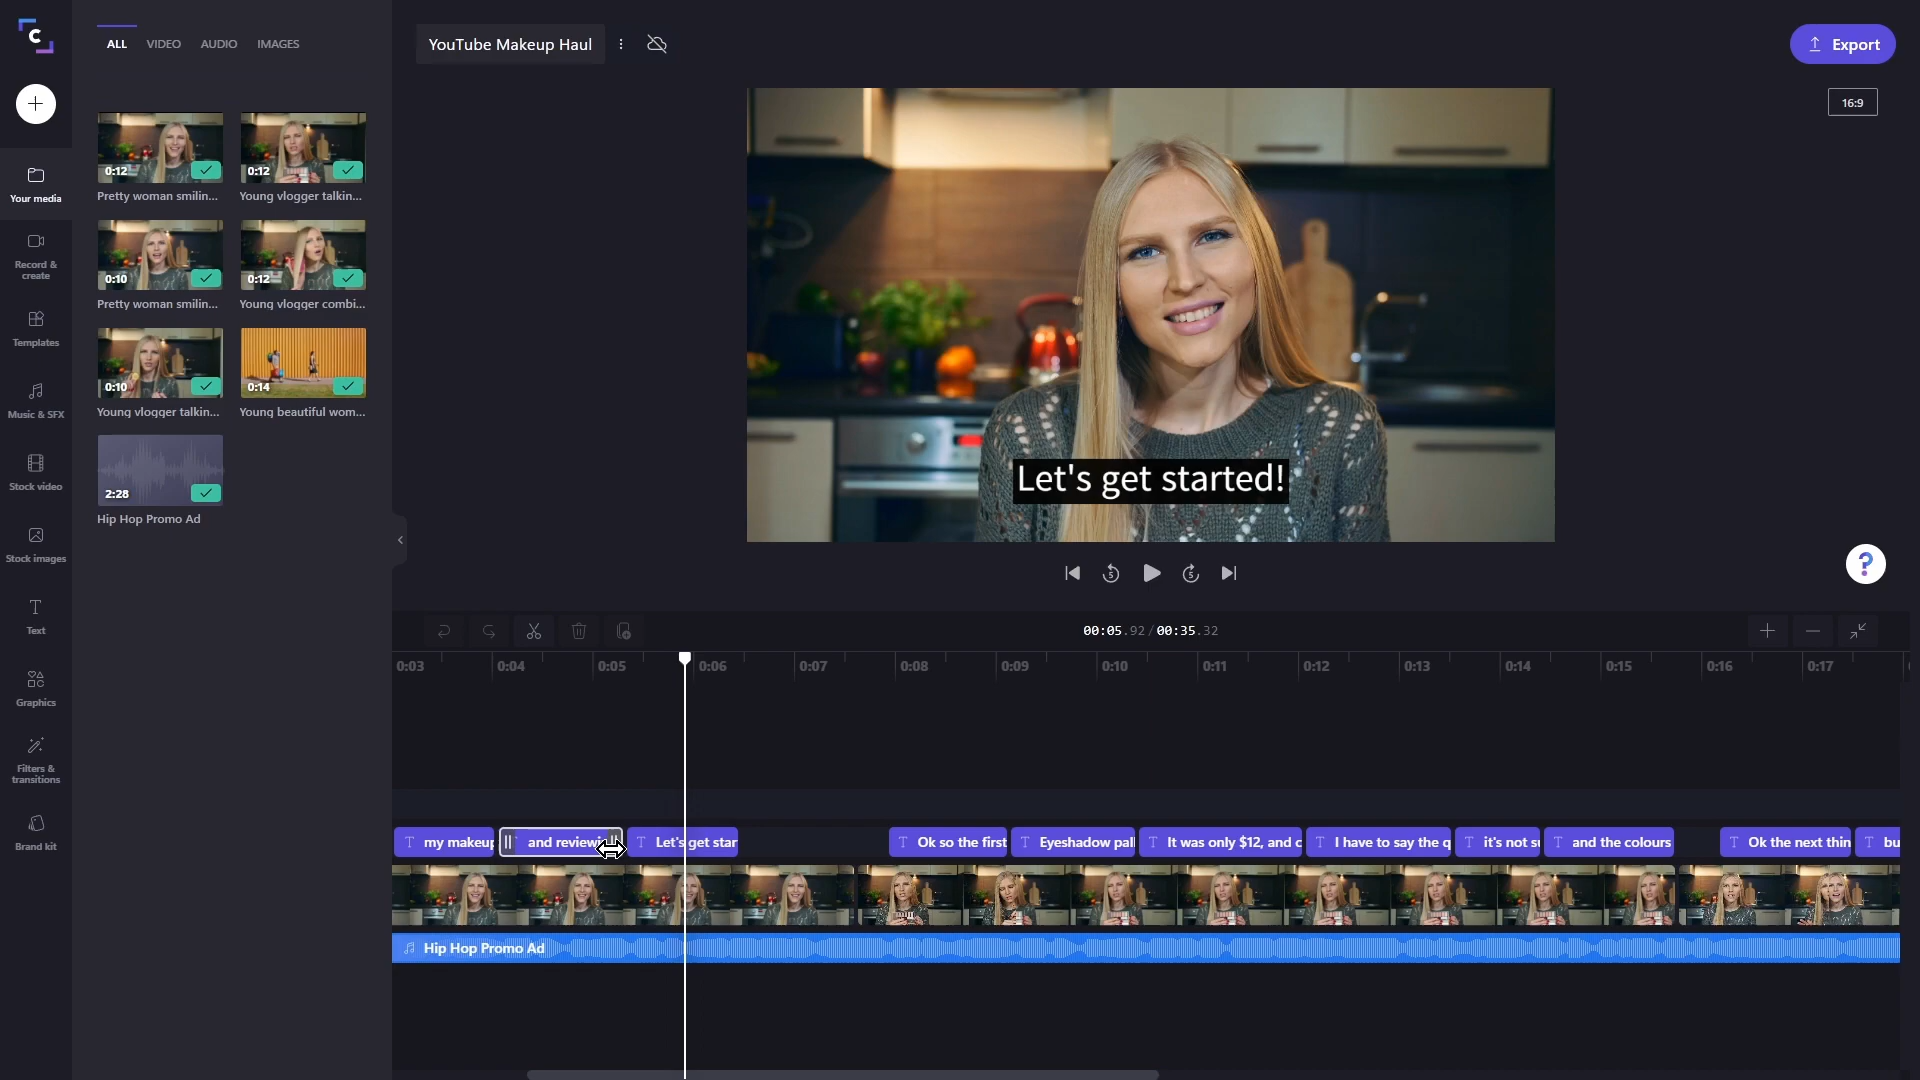 C
ALL
VIDEO
AUDIO
IMAGES
YouTube Makeup Haul
Export
16:9
Your media
Record & create
Templates
Music & SFX
Stock video
Stock images
Text
Graphics
Filters & transitions
Brand kit
0:12
Pretty woman smilin...
0:12
Young vlogger talkin...
0:10
Pretty woman smilin...
0:12
Young vlogger combi...
0:10
Young vlogger talkin...
0:14
Young beautiful wom...
2:28
Hip Hop Promo Ad
Let's get started!
5
5
?
00:05.92/00:35.32
0:03 0:04 0:05 0:06 0:07 0:08 0:09 0:10 0:11 0:12 0:13 0:14 0:15 0:16 0:17
T my makeup
and reviewi
T Let's get star
T Ok so the first
T Eyeshadow pal
T It was only $12, and c
T I have to say the q
T it's not s
T and the colours
T Ok the next thin
T bu
Hip Hop Promo Ad